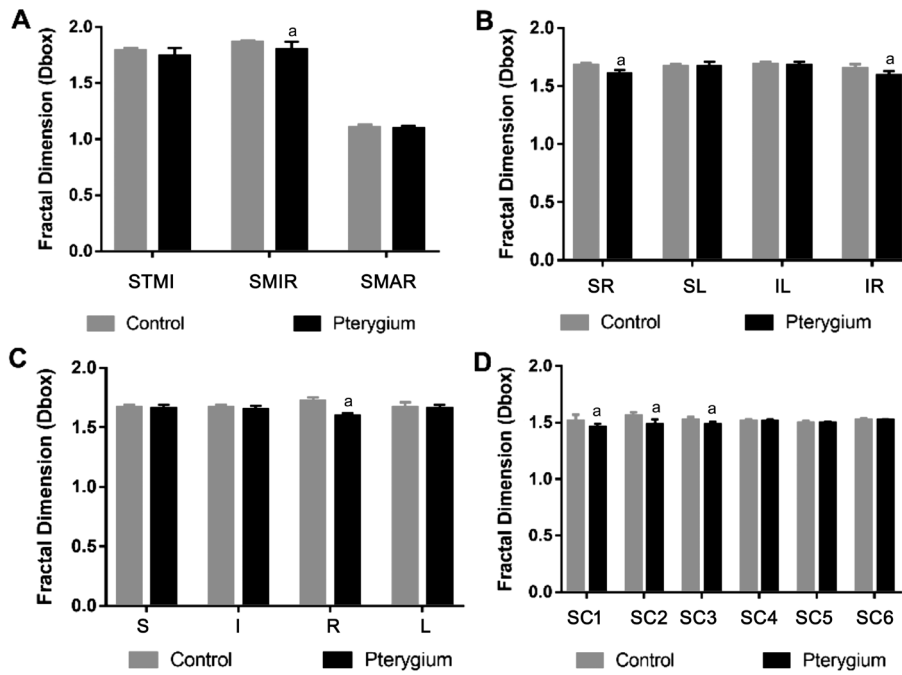 A
Fractal Dimension (Dbox)
2.0
1.5
1.0
0.5
0.0
a
STMI SMIR SMAR
Control Pterygium
B
Fractal Dimension (Dbox)
2.0
1.5
1.0
0.5
0.0
a a
SR SL IL IR
Control Pterygium
C
Fractal Dimension (Dbox)
2.0
1.5
1.0
0.5
0.0
a
S I R L
Control Pterygium
D
Fractal Dimension (Dbox)
2.0
1.5
1.0
0.5
0.0
a a a
SC1 SC2 SC3 SC4 SC5 SC6
Control Pterygium